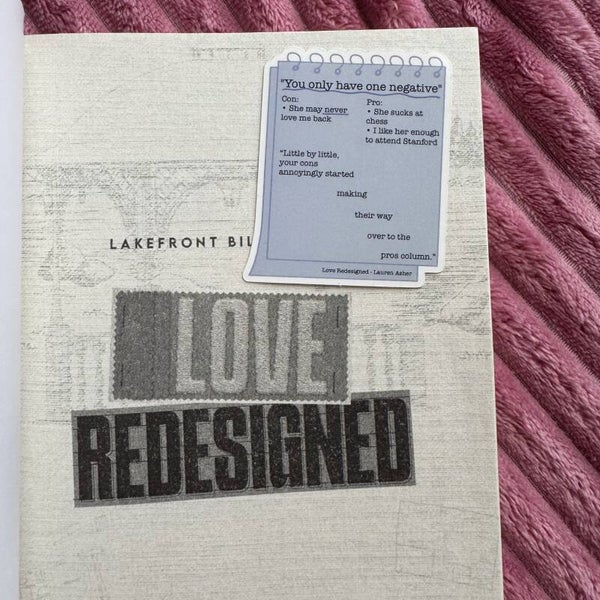 "You only have one negative"
Con:
• She may never
love me back
Pro:
• She sucks at
chess
• I like her enough
to attend Stanford
"Little by little,
your cons
annoyingly started
making
their way
over to the
pros column."
Love Redesigned - Lauren Asher
LAKEFRONT BIL
LOVE
REDESIGNED